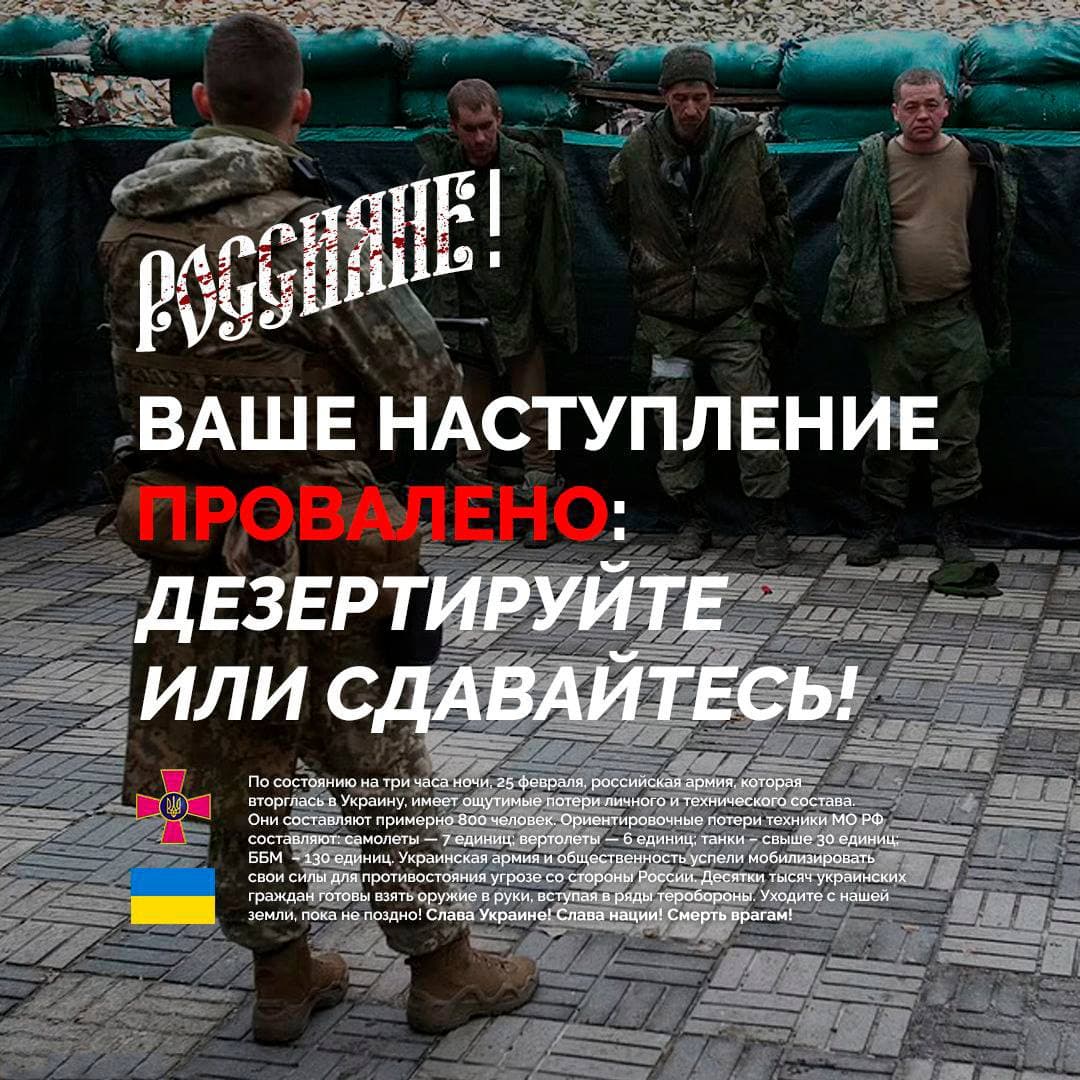 РОССИЯНЕ!
ВАШЕ НАСТУПЛЕНИЕ
ПРОВАЛЕНО:
ДЕЗЕРТИРУЙТЕ
ИЛИ СДАВАЙТЕСЬ!
По состоянию на три часа ночи, 25 февраля, российская армия, которая
вторглась в Украину, имеет ощутимые потери личного и технического состава.
Они составляют примерно 800 человек. Ориентировочные потери техники МО РФ
составляют: самолеты — 7 единиц; вертолеты — 6 единиц; танки – свыше 30 единиц;
ББМ – 130 единиц. Украинская армия и общественность успели мобилизировать
свои силы для противостояния угрозе со стороны России. Десятки тысяч украинских
граждан готовы взять оружие в руки, вступая в ряды теробороны. Уходите с нашей
земли, пока не поздно! Слава Украине! Слава нации! Смерть врагам!